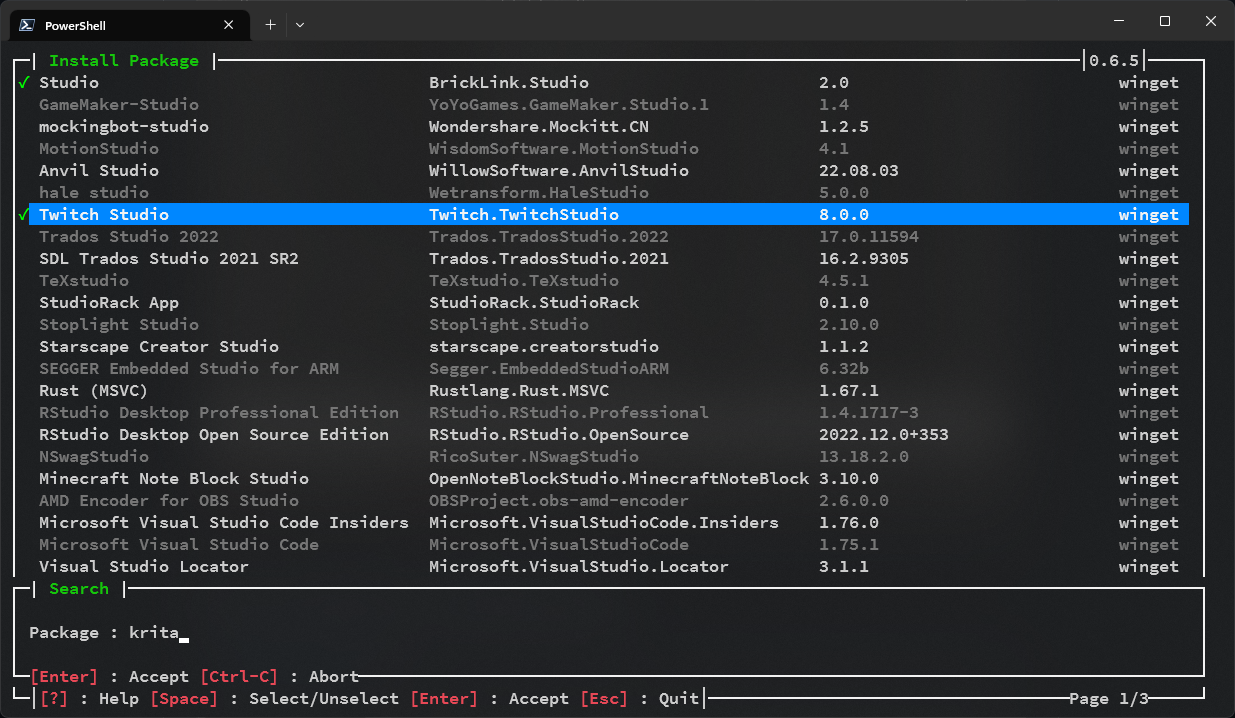 PowerShell
Install Package 0.6.5
✓ Studio BrickLink.Studio 2.0 winget
GameMaker-Studio YoYoGames.GameMaker.Studio.1 1.4 winget
mockingbot-studio Wondershare.Mockitt.CN 1.2.5 winget
MotionStudio WisdomSoftware.MotionStudio 4.1 winget
Anvil Studio WillowSoftware.AnvilStudio 22.08.03 winget
hale studio Wetransform.HaleStudio 5.0.0 winget
✓ Twitch Studio Twitch.TwitchStudio 8.0.0 winget
Trados Studio 2022 Trados.TradosStudio.2022 17.0.11594 winget
SDL Trados Studio 2021 SR2 Trados.TradosStudio.2021 16.2.9305 winget
TeXstudio TeXstudio.TeXstudio 4.5.1 winget
StudioRack App StudioRack.StudioRack 0.1.0 winget
Stoplight Studio Stoplight.Studio 2.10.0 winget
Starscape Creator Studio starscape.creatorstudio 1.1.2 winget
SEGGER Embedded Studio for ARM Segger.EmbeddedStudioARM 6.32b winget
Rust (MSVC) Rustlang.Rust.MSVC 1.67.1 winget
RStudio Desktop Professional Edition RStudio.RStudio.Professional 1.4.1717-3 winget
RStudio Desktop Open Source Edition RStudio.RStudio.OpenSource 2022.12.0+353 winget
NSwagStudio RicoSuter.NSwagStudio 13.18.2.0 winget
Minecraft Note Block Studio OpenNoteBlockStudio.MinecraftNoteBlock 3.10.0 winget
AMD Encoder for OBS Studio OBSProject.obs-amd-encoder 2.6.0.0 winget
Microsoft Visual Studio Code Insiders Microsoft.VisualStudioCode.Insiders 1.76.0 winget
Microsoft Visual Studio Code Microsoft.VisualStudioCode 1.75.1 winget
Visual Studio Locator Microsoft.VisualStudio.Locator 3.1.1 winget
Search
Package : krita
[Enter] : Accept [Ctrl-C] : Abort
[?] : Help [Space] : Select/Unselect [Enter] : Accept [Esc] : Quit Page 1/3